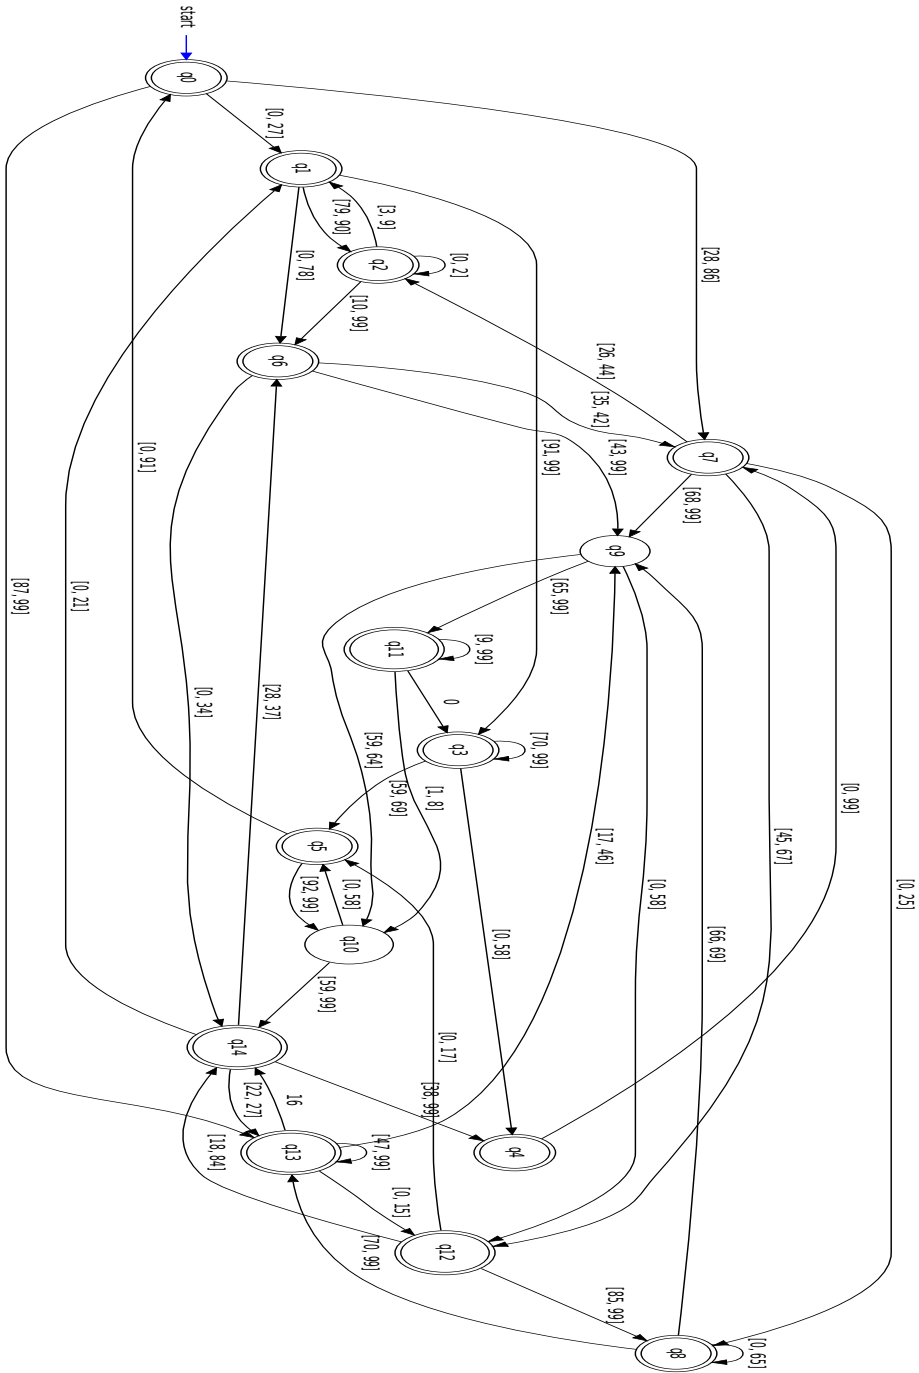 start
q0
[0, 27]
q1
[28, 86]
[3, 9]
[79, 90]
[0, 2]
q2
[0, 78]
[10, 99]
q6
[26, 44]
[35, 42]
[0, 91]
[91, 99]
[43, 99]
q7
[68, 99]
q9
[87, 99]
[0, 21]
[65, 99]
q11
[9, 99]
[0, 34]
[28, 37]
0
[59, 64]
q3
[70, 99]
[59, 69]
[1, 8]
[0, 99]
q5
[17, 46]
[45, 67]
[92, 99]
[0, 58]
[0, 58]
[0, 25]
q10
[0, 58]
[66, 69]
[59, 99]
q14
[0, 17]
[22, 27]
16
[38, 99]
[18, 84]
q13
[47, 99]
q4
[0, 15]
[70, 99]
q12
[85, 99]
q8
[0, 65]